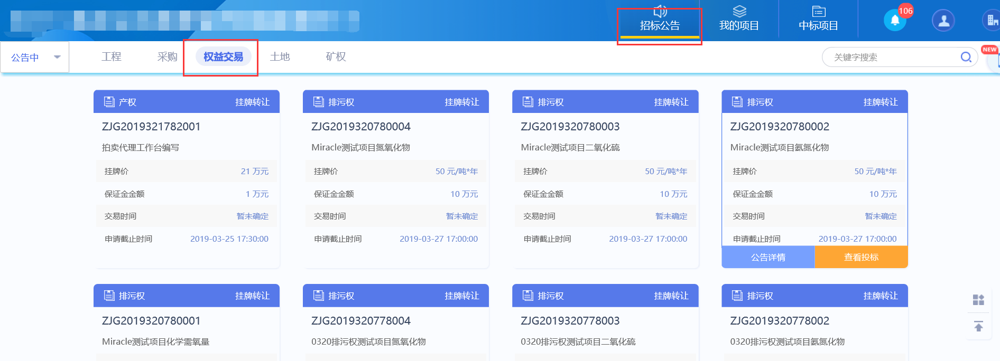 招标公告
我的项目
中标项目
106
公告中
工程
采购
权益交易
土地
矿权
关键字搜索
NEW
产权 挂牌转让
ZJG2019321782001
拍卖代理工作台编写
挂牌价 21 万元
保证金金额 1 万元
交易时间 暂未确定
申请截止时间 2019-03-25 17:30:00
排污权 挂牌转让
ZJG2019320780004
Miracle测试项目氮氧化物
挂牌价 50 元/吨*年
保证金金额 10 万元
交易时间 暂未确定
申请截止时间 2019-03-27 17:00:00
排污权 挂牌转让
ZJG2019320780003
Miracle测试项目二氧化硫
挂牌价 50 元/吨*年
保证金金额 10 万元
交易时间 暂未确定
申请截止时间 2019-03-27 17:00:00
排污权 挂牌转让
ZJG2019320780002
Miracle测试项目氨氮化物
挂牌价 50 元/吨*年
保证金金额 10 万元
交易时间 暂未确定
申请截止时间 2019-03-27 17:00:00
公告详情 查看投标
排污权 挂牌转让
ZJG2019320780001
Miracle测试项目化学需氧量
排污权 挂牌转让
ZJG2019320778004
0320排污权测试项目氮氧化物
排污权 挂牌转让
ZJG2019320778003
0320排污权测试项目二氧化硫
排污权 挂牌转让
ZJG2019320778002
0320排污权测试项目氨氮化物